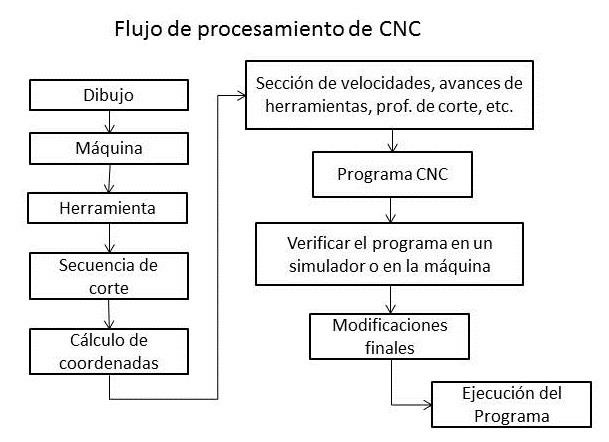 Flujo de procesamiento de CNC
Dibujo
Máquina
Herramienta
Secuencia de
corte
Cálculo de
coordenadas
Sección de velocidades, avances de
herramientas, prof. de corte, etc.
Programa CNC
Verificar el programa en un
simulador o en la máquina
Modificaciones
finales
Ejecución del
Programa